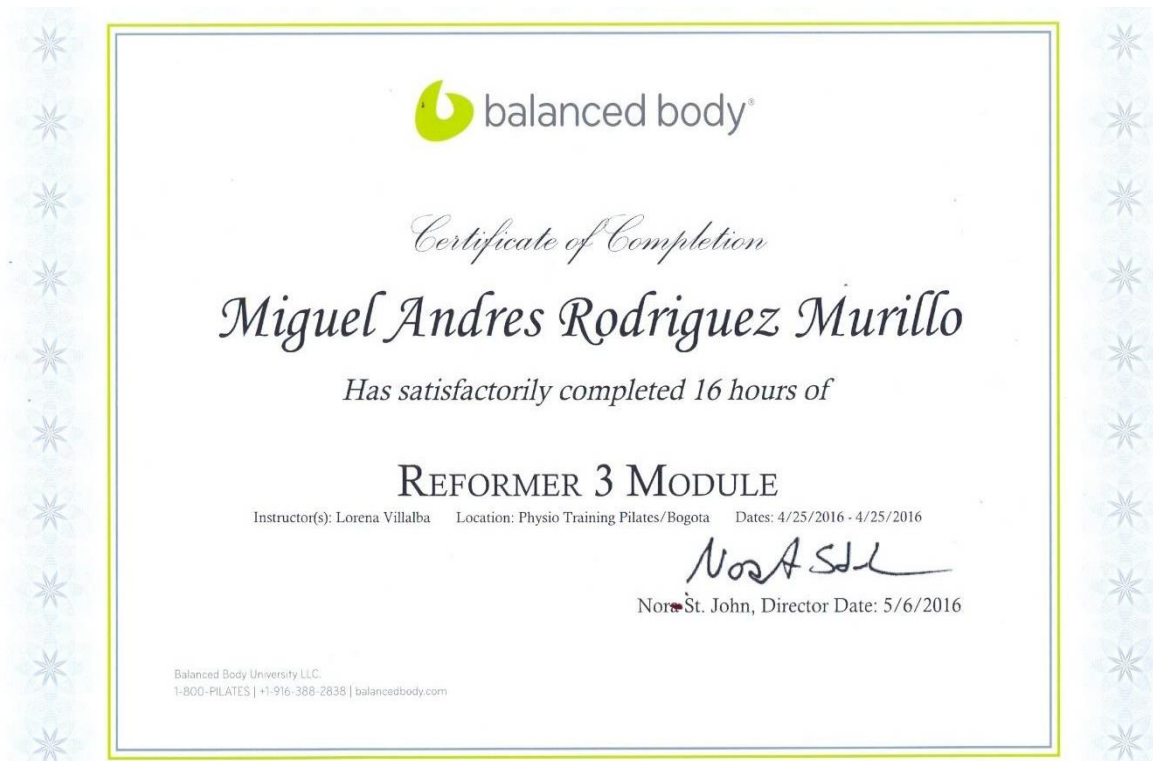 balanced body®
Certificate of Completion
Miguel Andres Rodriguez Murillo
Has satisfactorily completed 16 hours of
REFORMER 3 MODULE
Instructor(s): Lorena Villalba Location: Physio Training Pilates/Bogota Dates: 4/25/2016 - 4/25/2016
Nora St. John, Director Date: 5/6/2016
Balanced Body University LLC.
1-800-PILATES | +1-916-388-2838 | balancedbody.com